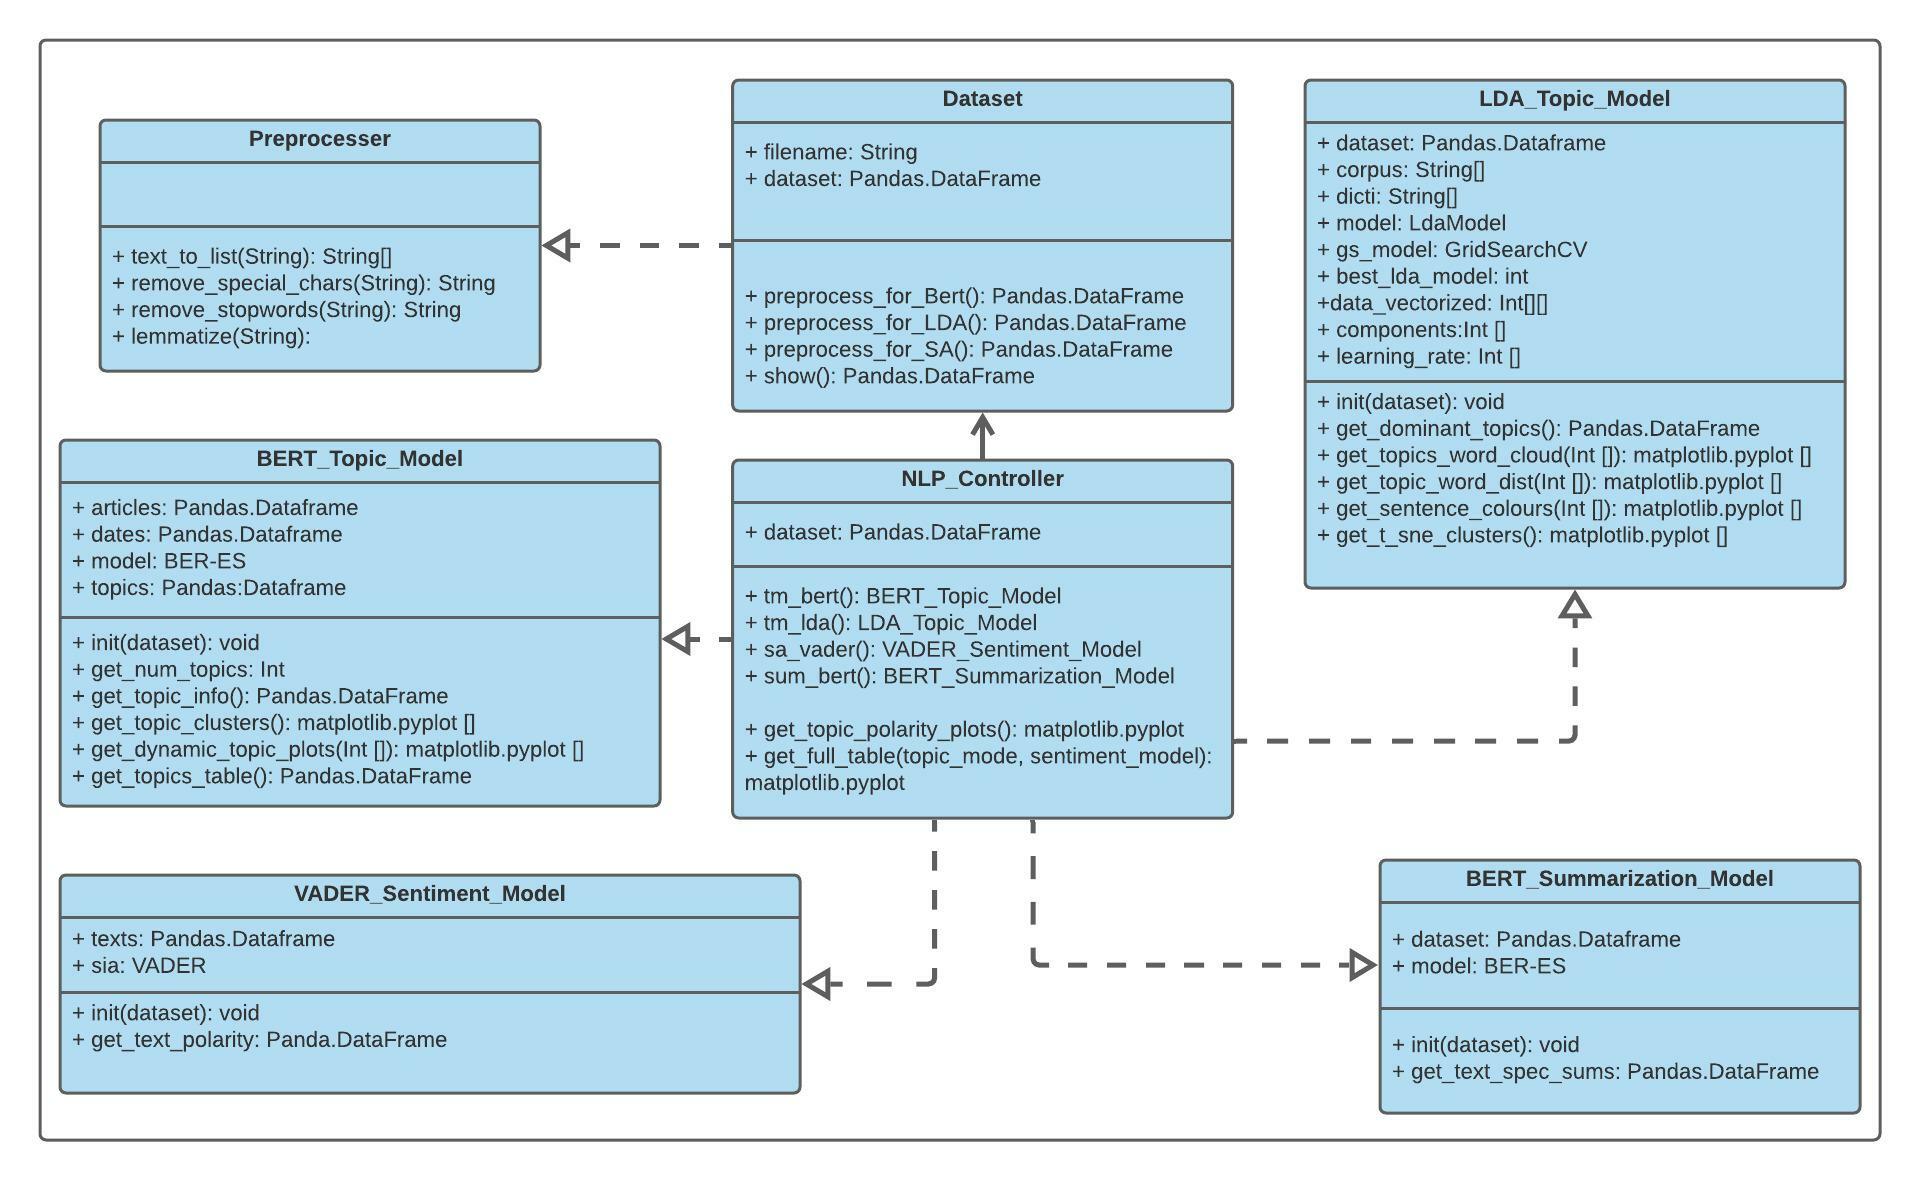 Preprocesser
+ text_to_list(String): String[]
+ remove_special_chars(String): String
+ remove_stopwords(String): String
+ lemmatize(String):
Dataset
+ filename: String
+ dataset: Pandas.DataFrame
+ preprocess_for_Bert(): Pandas.DataFrame
+ preprocess_for_LDA(): Pandas.DataFrame
+ preprocess_for_SA(): Pandas.DataFrame
+ show(): Pandas.DataFrame
LDA_Topic_Model
+ dataset: Pandas.Dataframe
+ corpus: String[]
+ dicti: String[]
+ model: LdaModel
+ gs_model: GridSearchCV
+ best_lda_model: int
+data_vectorized: Int[][]
+ components:Int []
+ learning_rate: Int []
+ init(dataset): void
+ get_dominant_topics(): Pandas.DataFrame
+ get_topics_word_cloud(Int []): matplotlib.pyplot []
+ get_topic_word_dist(Int []): matplotlib.pyplot []
+ get_sentence_colours(Int []): matplotlib.pyplot []
+ get_t_sne_clusters(): matplotlib.pyplot []
BERT_Topic_Model
+ articles: Pandas.Dataframe
+ dates: Pandas.Dataframe
+ model: BER-ES
+ topics: Pandas:Dataframe
+ init(dataset): void
+ get_num_topics: Int
+ get_topic_info(): Pandas.DataFrame
+ get_topic_clusters(): matplotlib.pyplot []
+ get_dynamic_topic_plots(Int []): matplotlib.pyplot []
+ get_topics_table(): Pandas.DataFrame
NLP_Controller
+ dataset: Pandas.DataFrame
+ tm_bert(): BERT_Topic_Model
+ tm_lda(): LDA_Topic_Model
+ sa_vader(): VADER_Sentiment_Model
+ sum_bert(): BERT_Summarization_Model
+ get_topic_polarity_plots(): matplotlib.pyplot
+ get_full_table(topic_mode, sentiment_model):
matplotlib.pyplot
VADER_Sentiment_Model
+ texts: Pandas.Dataframe
+ sia: VADER
+ init(dataset): void
+ get_text_polarity: Panda.DataFrame
BERT_Summarization_Model
+ dataset: Pandas.Dataframe
+ model: BER-ES
+ init(dataset): void
+ get_text_spec_sums: Pandas.DataFrame